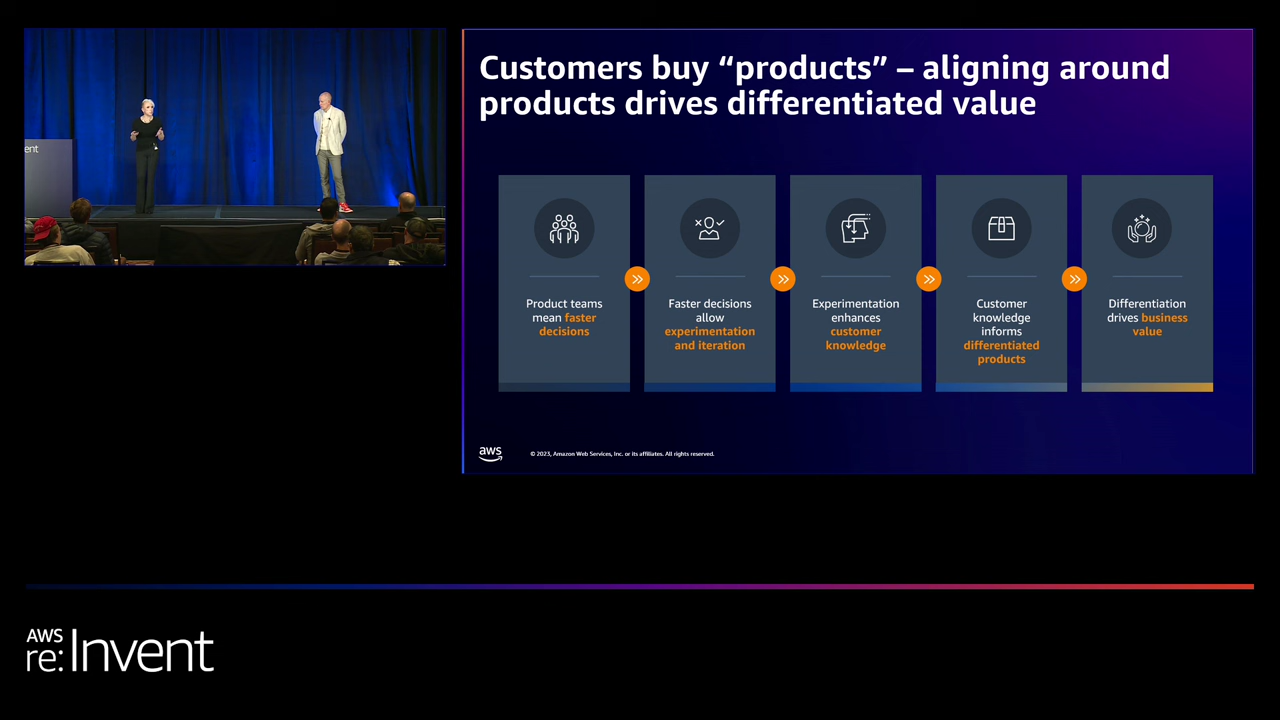 ent
Customers buy “products” – aligning around
products drives differentiated value
Product teams
mean faster
decisions
Faster decisions
allow
experimentation
and iteration
Experimentation
enhances
customer
knowledge
Customer
knowledge
informs
differentiated
products
Differentiation
drives business
value
aws
© 2023, Amazon Web Services, Inc. or its affiliates. All rights reserved.
AWS
re:Invent